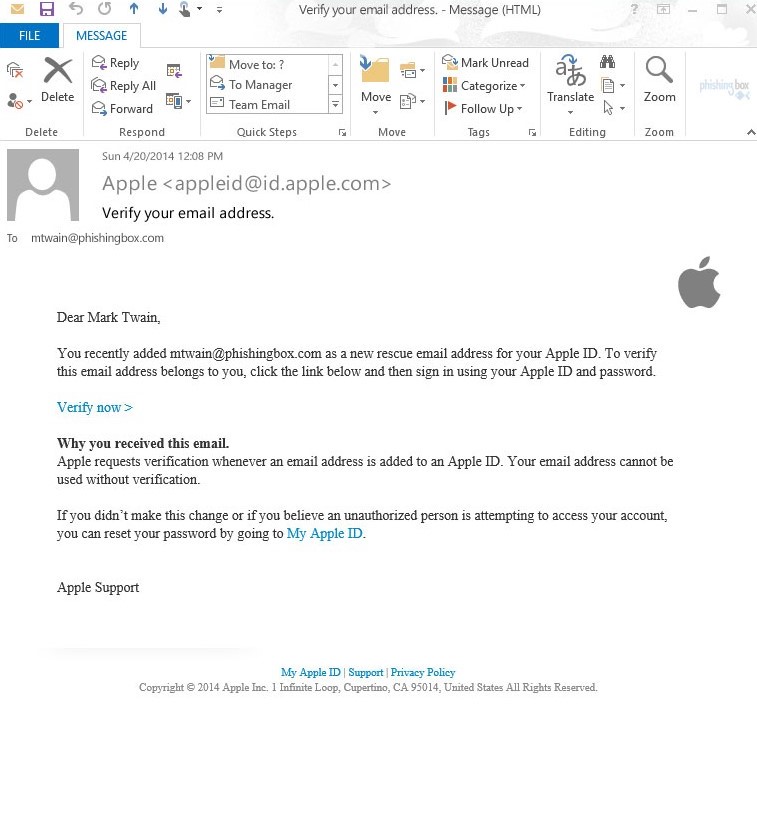 Verify your email address. - Message (HTML)
?
FILE
MESSAGE
Delete
Reply
Reply All
Forward
Move to: ?
To Manager
Team Email
Move
Mark Unread
Categorize
Follow Up
Translate
Zoom
phishingbox
Delete
Respond
Quick Steps
Move
Tags
Editing
Zoom
Sun 4/20/2014 12:08 PM
Apple <appleid@id.apple.com>
Verify your email address.
To mtwain@phishingbox.com
Dear Mark Twain,
You recently added mtwain@phishingbox.com as a new rescue email address for your Apple ID. To verify
this email address belongs to you, click the link below and then sign in using your Apple ID and password.
Verify now >
Why you received this email.
Apple requests verification whenever an email address is added to an Apple ID. Your email address cannot be
used without verification.
If you didn’t make this change or if you believe an unauthorized person is attempting to access your account,
you can reset your password by going to My Apple ID.
Apple Support
My Apple ID | Support | Privacy Policy
Copyright © 2014 Apple Inc. 1 Infinite Loop, Cupertino, CA 95014, United States All Rights Reserved.